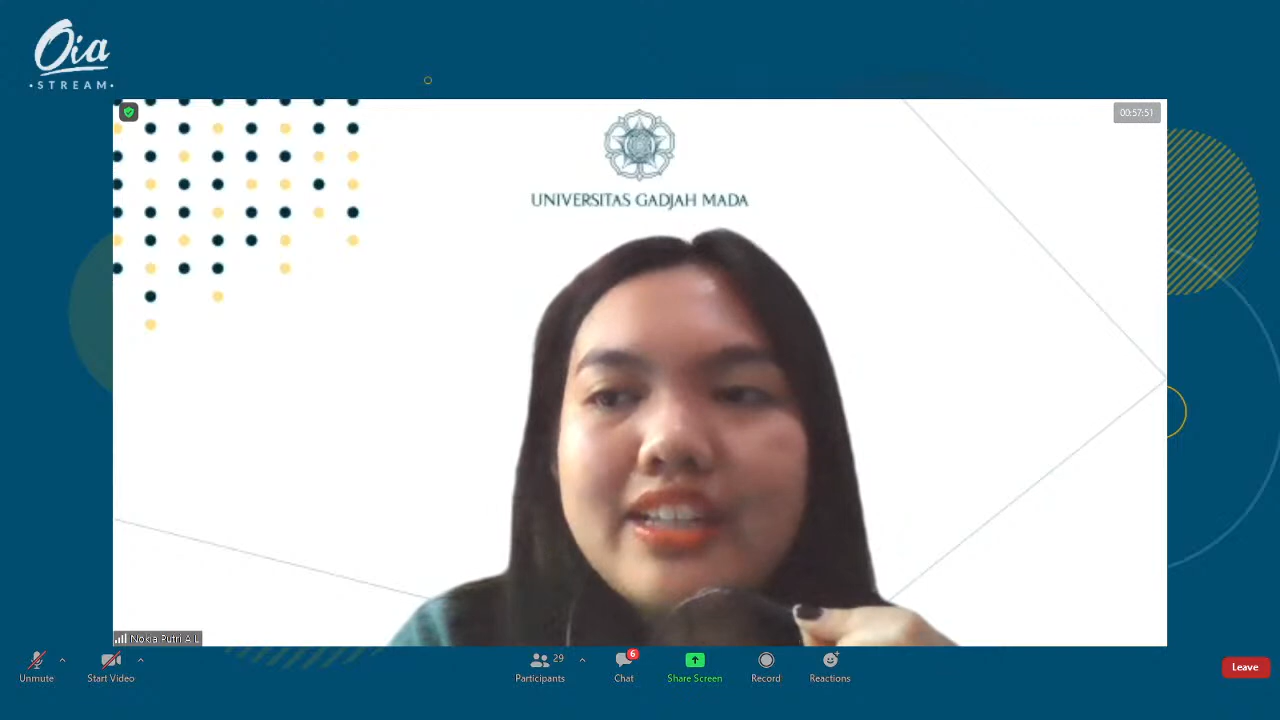 Oia
•STREAM•
00:57:51
UNIVERSITAS GADJAH MADA
Nokia Putri A L
Unmute
Start Video
29
Participants
6
Chat
Share Screen
Record
Reactions
Leave